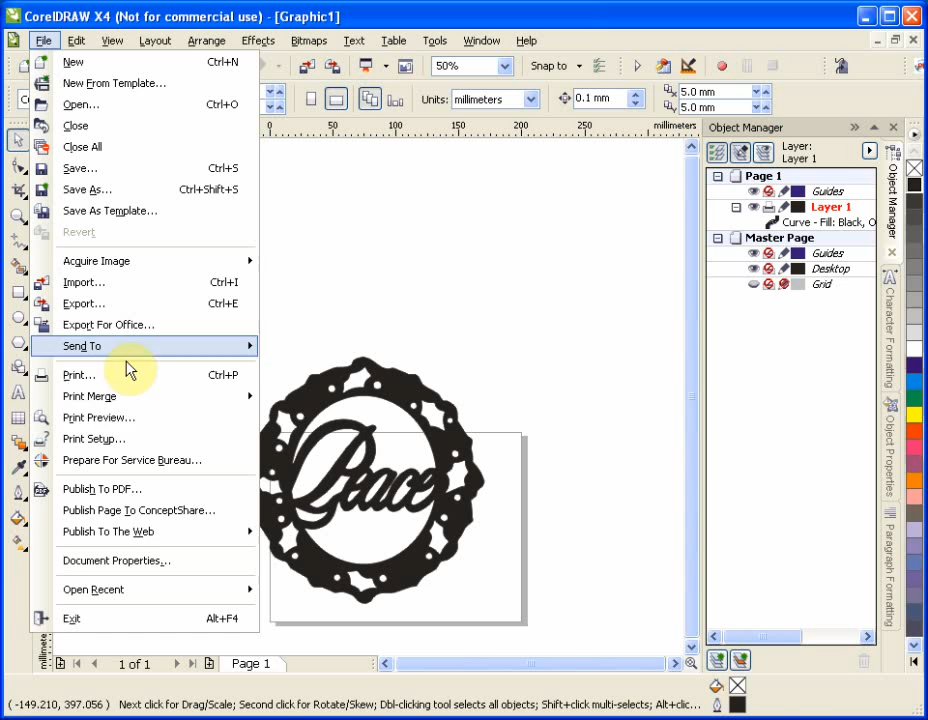 CorelDRAW X4 (Not for commercial use) - [Graphic1]
File Edit View Layout Arrange Effects Bitmaps Text Table Tools Window Help
50% Snap to
Units: millimeters 0.1 mm 5.0 mm
5.0 mm
0 50 100 150 200 250 millimeters
New Ctrl+N
New From Template...
Open... Ctrl+O
Close
Close All
Save... Ctrl+S
Save As... Ctrl+Shift+S
Save As Template...
Revert
Acquire Image
Import... Ctrl+I
Export... Ctrl+E
Export For Office...
Send To
Print... Ctrl+P
Print Merge
Print Preview...
Print Setup...
Prepare For Service Bureau...
Publish To PDF...
Publish Page To ConceptShare...
Publish To The Web
Document Properties...
Open Recent
Exit Alt+F4
Peace
Object Manager
Layer:
Layer 1
Page 1
Guides
Layer 1
Curve - Fill: Black, O
Master Page
Guides
Desktop
Grid
Object Manager
Character Formatting
Object Properties
Paragraph Formatting
millimete
1 of 1 Page 1
( -149.210, 397.056 ) Next click for Drag/Scale; Second click for Rotate/Skew; Dbl-clicking tool selects all objects; Shift+click multi-selects; Alt+clic...